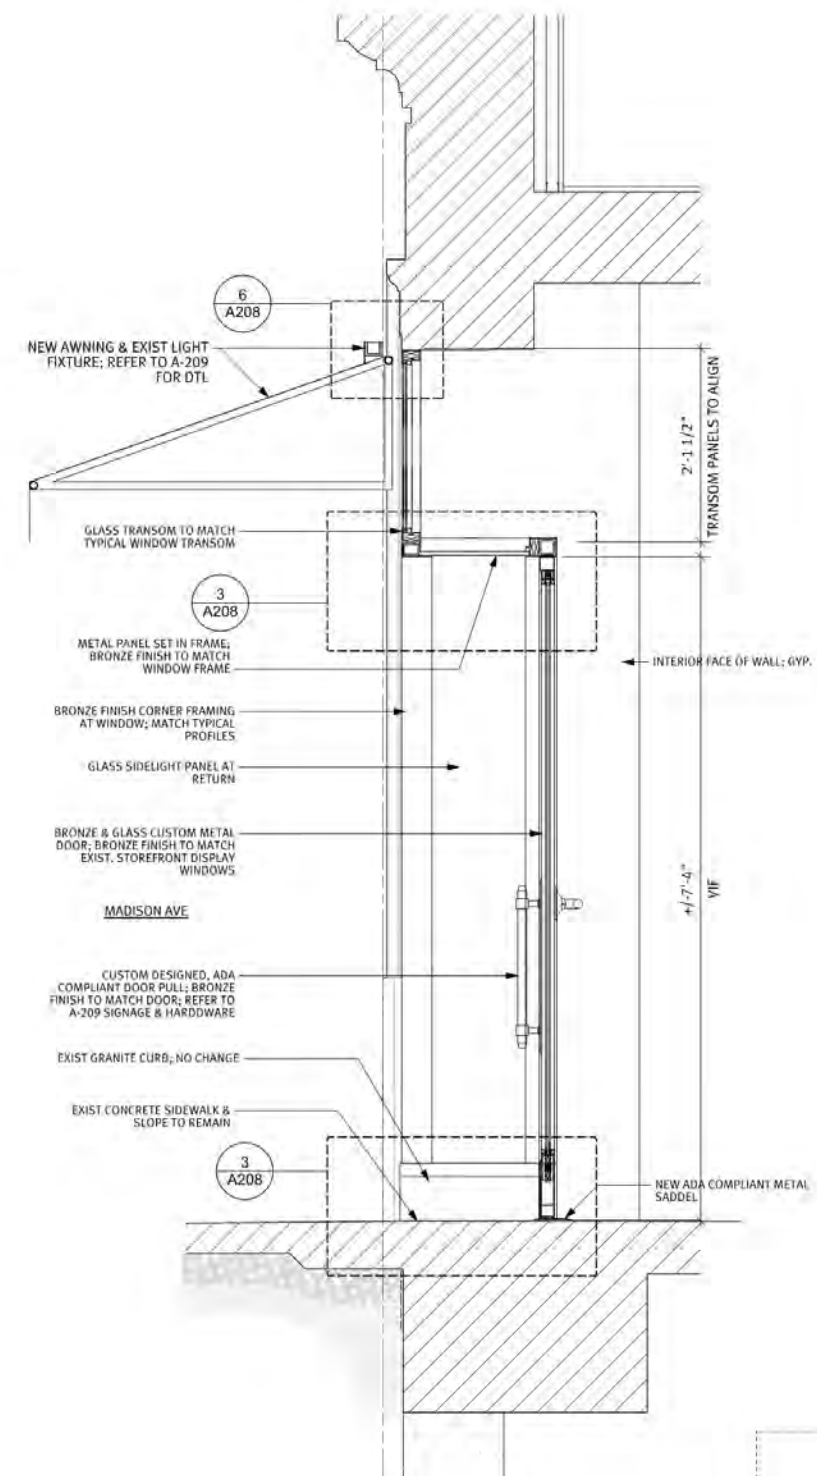 6
A208
NEW AWNING & EXIST LIGHT
FIXTURE; REFER TO A-209
FOR DTL
2'-1 1/2"
TRANSOM PANELS TO ALIGN
GLASS TRANSOM TO MATCH
TYPICAL WINDOW TRANSOM
3
A208
METAL PANEL SET IN FRAME;
BRONZE FINISH TO MATCH
WINDOW FRAME
INTERIOR FACE OF WALL; GYP.
BRONZE FINISH CORNER FRAMING
AT WINDOW; MATCH TYPICAL
PROFILES
GLASS SIDELIGHT PANEL AT
RETURN
BRONZE & GLASS CUSTOM METAL
DOOR; BRONZE FINISH TO MATCH
EXIST. STOREFRONT DISPLAY
WINDOWS
+/-7'-4"
VIF
MADISON AVE
CUSTOM DESIGNED, ADA
COMPLIANT DOOR PULL; BRONZE
FINISH TO MATCH DOOR; REFER TO
A-209 SIGNAGE & HARDDWARE
EXIST GRANITE CURB; NO CHANGE
EXIST CONCRETE SIDEWALK &
SLOPE TO REMAIN
3
A208
NEW ADA COMPLIANT METAL
SADDEL